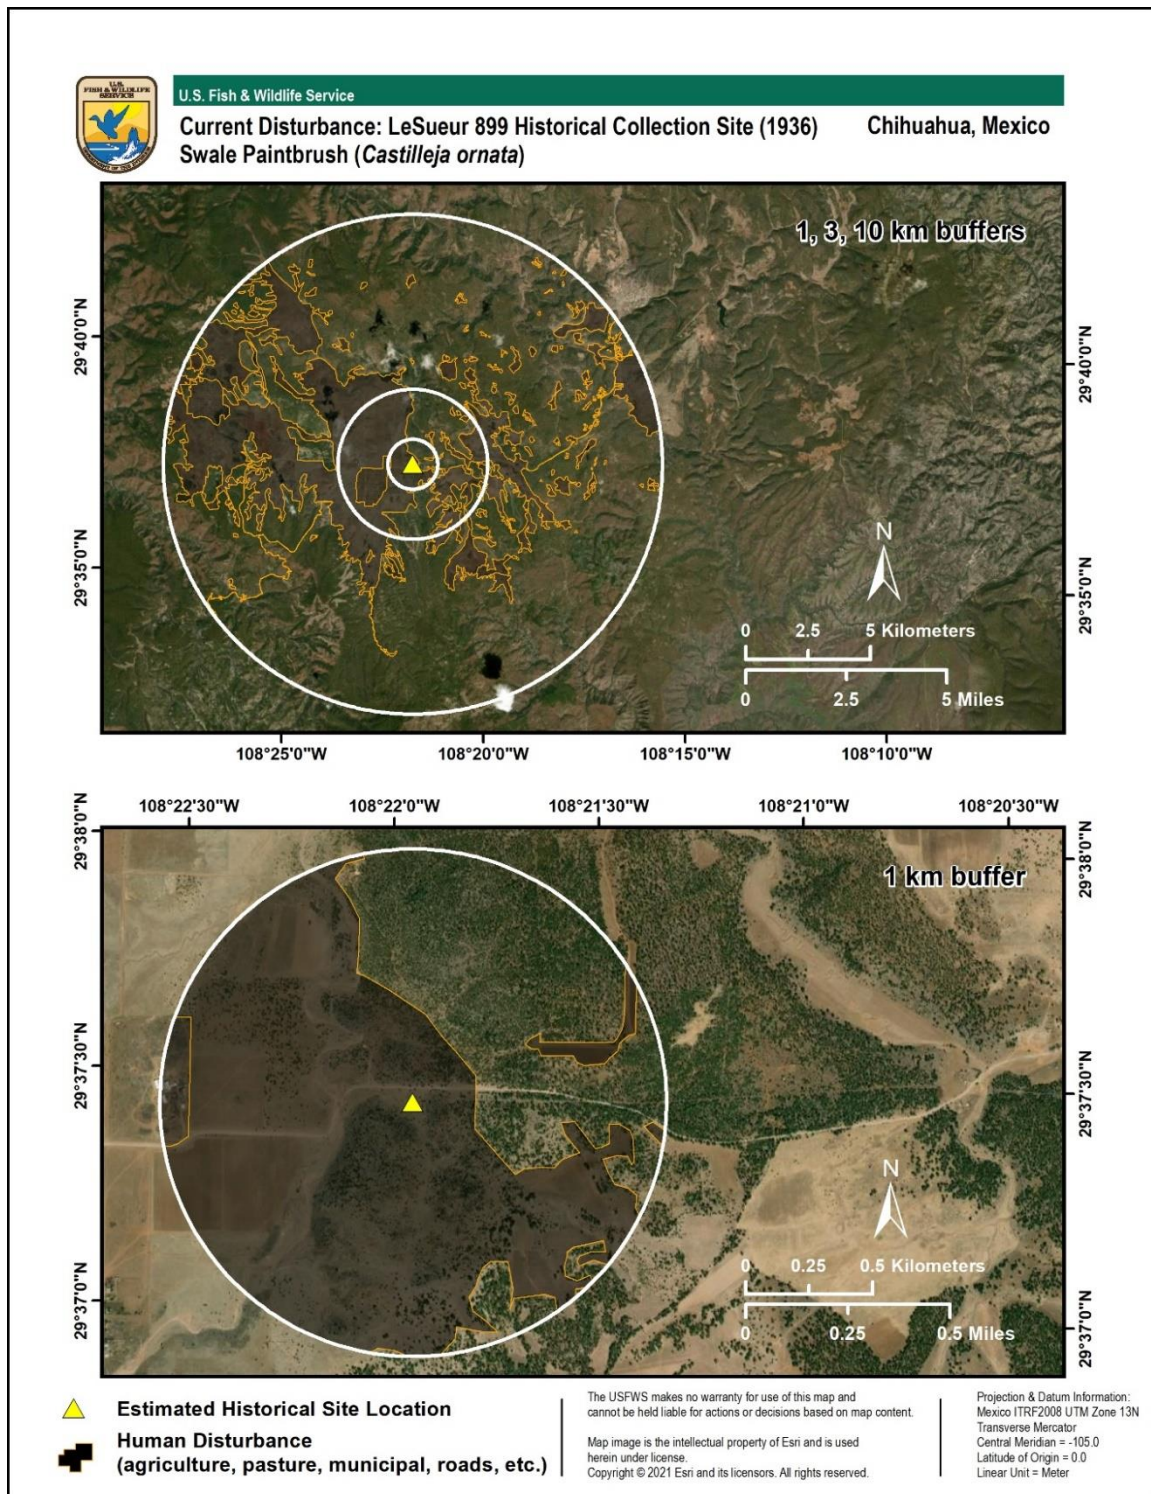 U.S.
FISH & WILDLIFE
SERVICE
U.S. Fish & Wildlife Service
Current Disturbance: LeSueur 899 Historical Collection Site (1936)
Chihuahua, Mexico
Swale Paintbrush (Castilleja ornata)
1, 3, 10 km buffers
29°40'0"N
29°40'0"N
29°35'0"N
29°35'0"N
N
0 2.5 5 Kilometers
0 2.5 5 Miles
108°25'0"W 108°20'0"W 108°15'0"W 108°10'0"W
108°22'30"W 108°22'0"W 108°21'30"W 108°21'0"W 108°20'30"W
29°38'0"N
29°38'0"N
1 km buffer
29°37'30"N
29°37'30"N
N
0 0.25 0.5 Kilometers
0 0.25 0.5 Miles
29°37'0"N
29°37'0"N
Estimated Historical Site Location
Human Disturbance
(agriculture, pasture, municipal, roads, etc.)
The USFWS makes no warranty for use of this map and
cannot be held liable for actions or decisions based on map content.
Map image is the intellectual property of Esri and is used
herein under license.
Copyright © 2021 Esri and its licensors. All rights reserved.
Projection & Datum Information:
Mexico ITRF2008 UTM Zone 13N
Transverse Mercator
Central Meridian = -105.0
Latitude of Origin = 0.0
Linear Unit = Meter